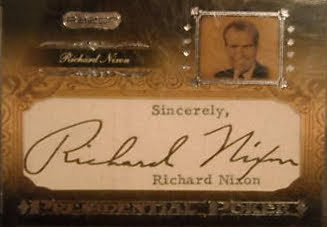 Richard Nixon
Sincerely,
Richard Nixon
Richard Nixon
PRESIDENTIAL POKER